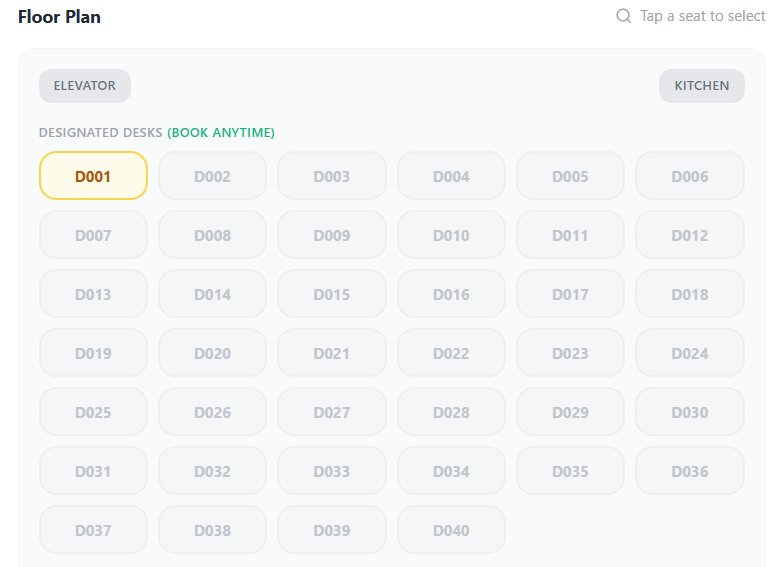 Floor Plan
Tap a seat to select
ELEVATOR
KITCHEN
DESIGNATED DESKS (BOOK ANYTIME)
D001 D002 D003 D004 D005 D006
D007 D008 D009 D010 D011 D012
D013 D014 D015 D016 D017 D018
D019 D020 D021 D022 D023 D024
D025 D026 D027 D028 D029 D030
D031 D032 D033 D034 D035 D036
D037 D038 D039 D040